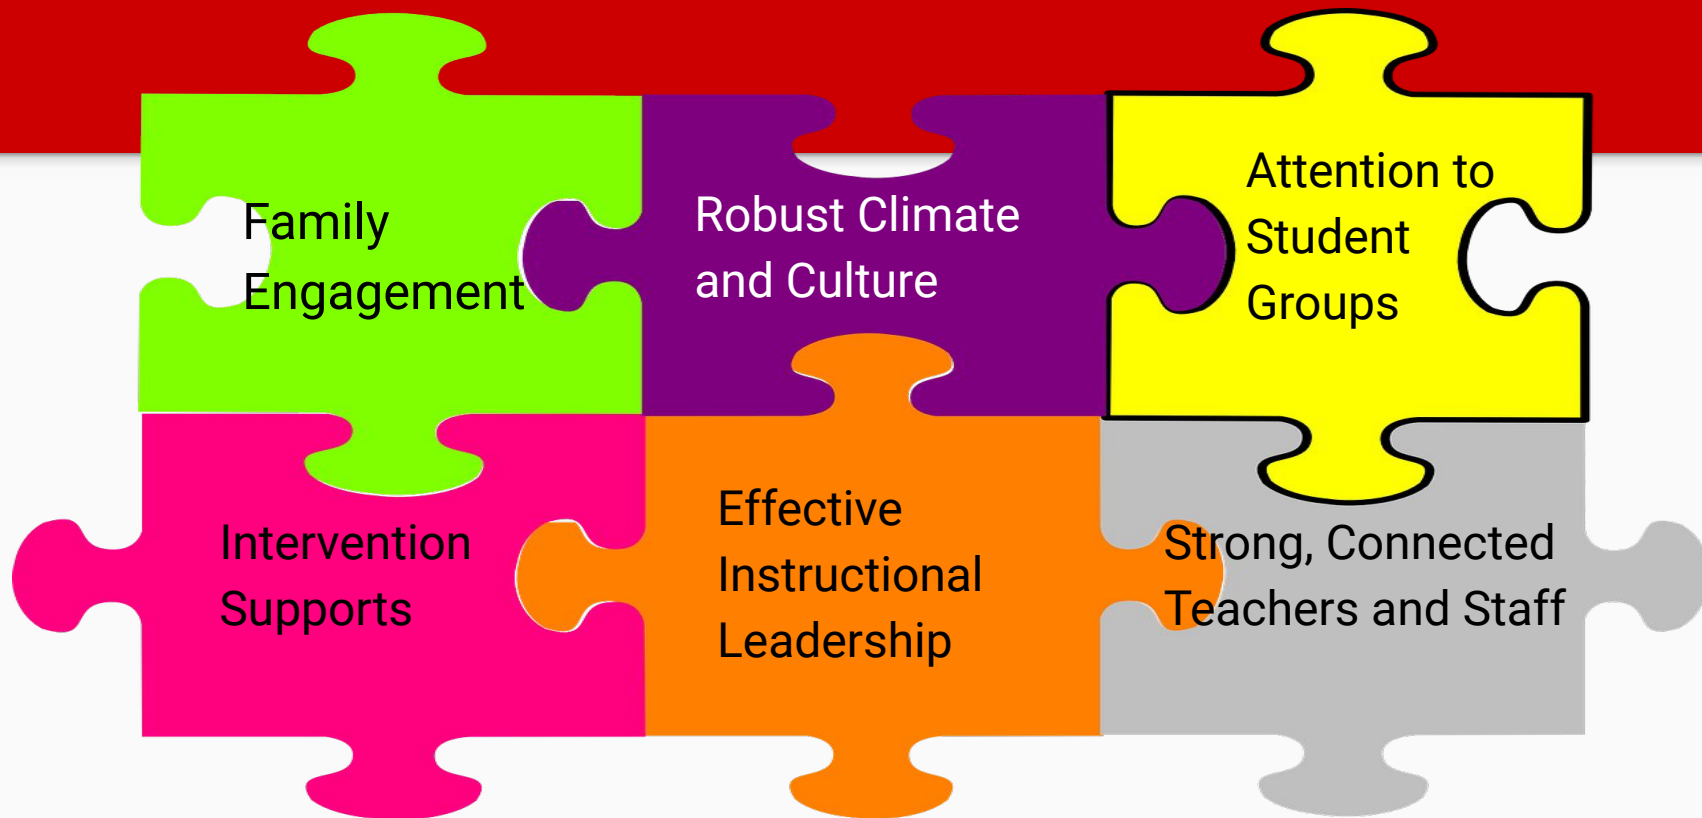 Family
Engagement
Robust Climate
and Culture
Attention to
Student
Groups
Intervention
Supports
Effective
Instructional
Leadership
Strong, Connected
Teachers and Staff